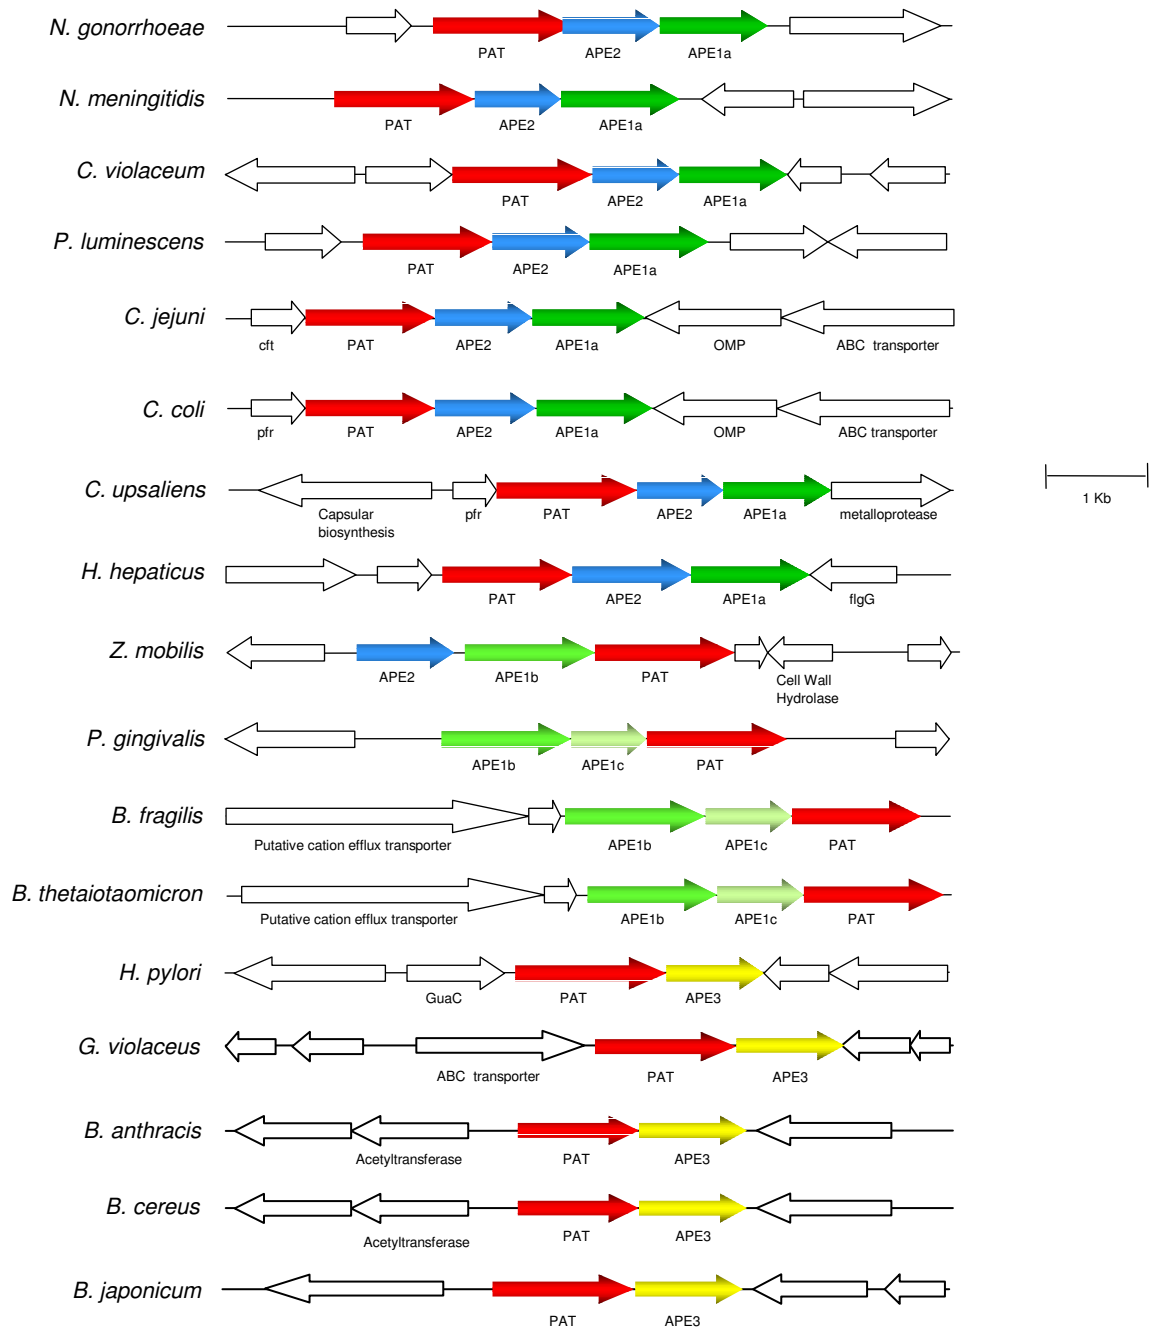 N. gonorrhoeae
PAT APE2 APE1a
N. meningitidis
PAT APE2 APE1a
C. violaceum
PAT APE2 APE1a
P. luminescens
PAT APE2 APE1a
C. jejuni
cft PAT APE2 APE1a OMP ABC transporter
C. coli
pfr PAT APE2 APE1a OMP ABC transporter
C. upsaliens
1 Kb
Capsular biosynthesis pfr PAT APE2 APE1a metalloprotease
H. hepaticus
PAT APE2 APE1a flgG
Z. mobilis
APE2 APE1b PAT Cell Wall Hydrolase
P. gingivalis
APE1b APE1c PAT
B. fragilis
Putative cation efflux transporter APE1b APE1c PAT
B. thetaiotaomicron
Putative cation efflux transporter APE1b APE1c PAT
H. pylori
GuaC PAT APE3
G. violaceus
ABC transporter PAT APE3
B. anthracis
Acetyltransferase PAT APE3
B. cereus
Acetyltransferase PAT APE3
B. japonicum
PAT APE3